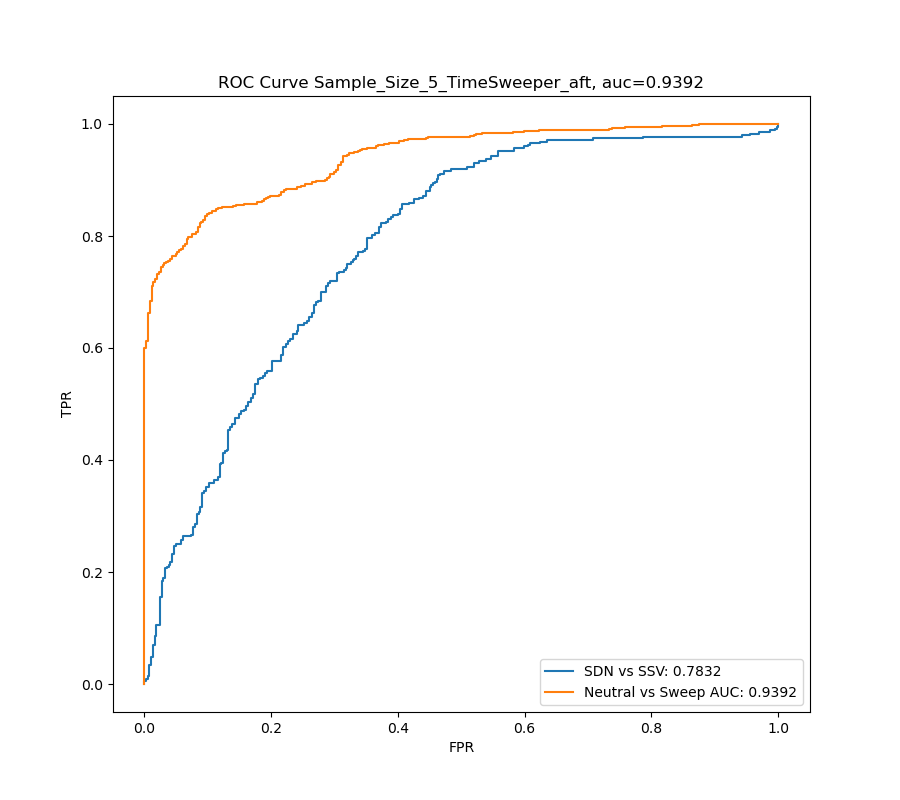 ROC Curve Sample_Size_5_TimeSweeper_aft, auc=0.9392
1.0
0.8
0.6
0.4
0.2
0.0
TPR
0.0 0.2 0.4 0.6 0.8 1.0
FPR
SDN vs SSV: 0.7832
Neutral vs Sweep AUC: 0.9392